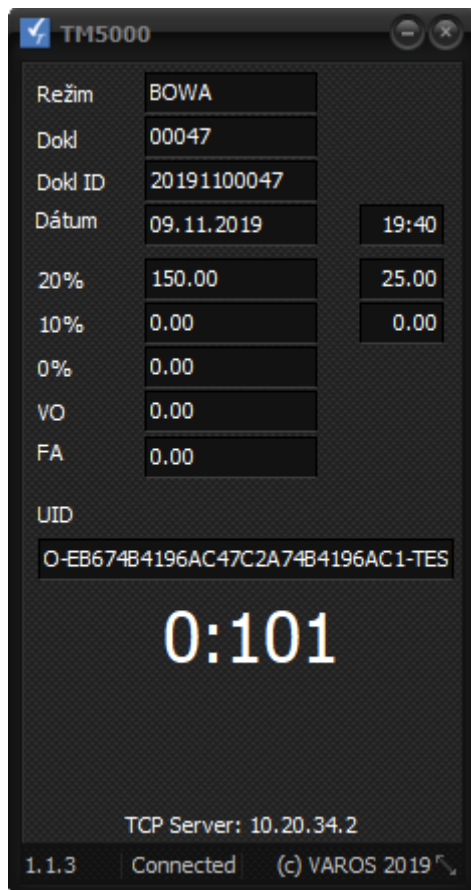 TM5000
Režim BOWA
Dokl 00047
Dokl ID 20191100047
Dátum 09.11.2019 19:40
20% 150.00 25.00
10% 0.00 0.00
0% 0.00
VO 0.00
FA 0.00
UID
O-EB674B4196AC47C2A74B4196AC1-TES
0:101
TCP Server: 10.20.34.2
1.1.3 Connected (c) VAROS 2019